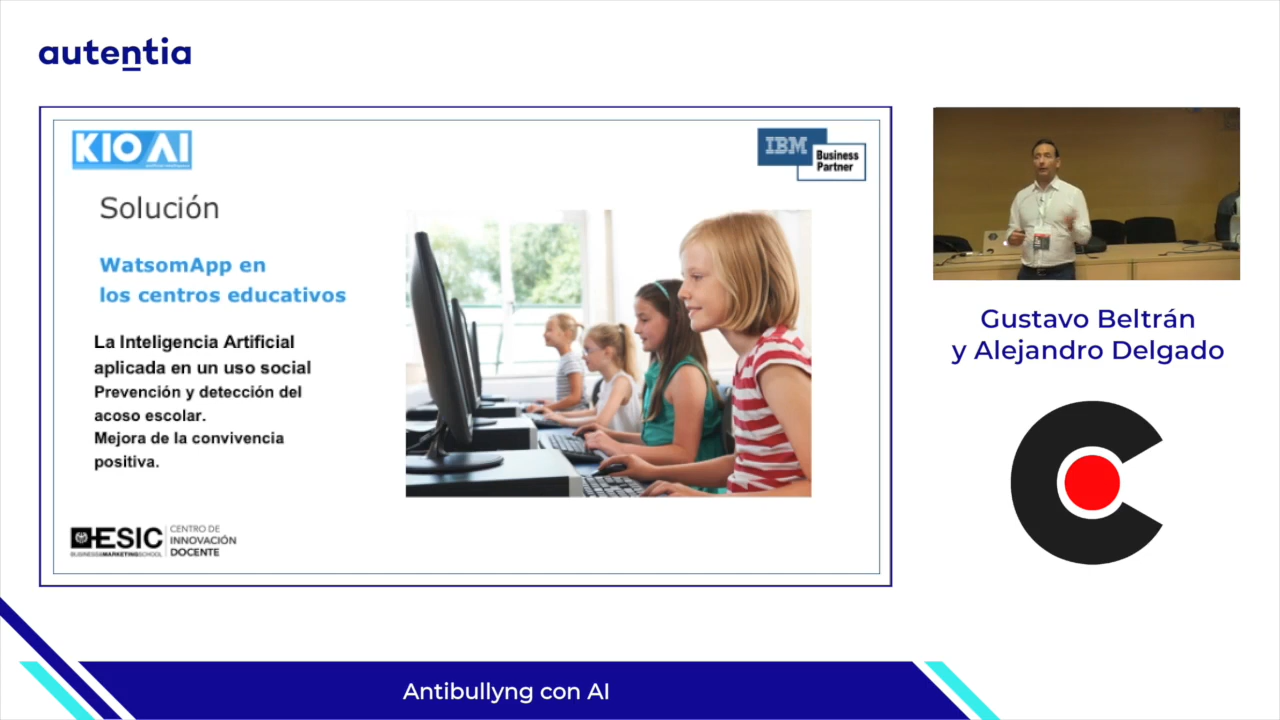 autentia
KIO AI
IBM
Business
Partner
Solución
WatsomApp en
los centros educativos
La Inteligencia Artificial
aplicada en un uso social
Prevención y detección del
acoso escolar.
Mejora de la convivencia
positiva.
ESIC
BUSINESS&MARKETINGSCHOOL
CENTRO DE
INNOVACIÓN
DOCENTE
Gustavo Beltrán
y Alejandro Delgado
Antibullyng con AI